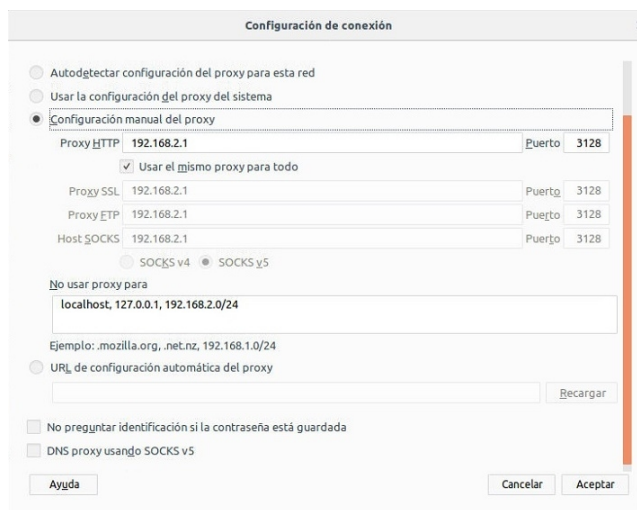 Configuración de conexión
Autodetectar configuración del proxy para esta red
Usar la configuración del proxy del sistema
Configuración manual del proxy
Proxy HTTP 192.168.2.1 Puerto 3128
Usar el mismo proxy para todo
Proxy SSL 192.168.2.1 Puerto 3128
Proxy FTP 192.168.2.1 Puerto 3128
Host SOCKS 192.168.2.1 Puerto 3128
SOCKS v4 SOCKS v5
No usar proxy para
localhost, 127.0.0.1, 192.168.2.0/24
Ejemplo: .mozilla.org, .net.nz, 192.168.1.0/24
URL de configuración automática del proxy
Recargar
No preguntar identificación si la contraseña está guardada
DNS proxy usando SOCKS v5
Ayuda Cancelar Aceptar